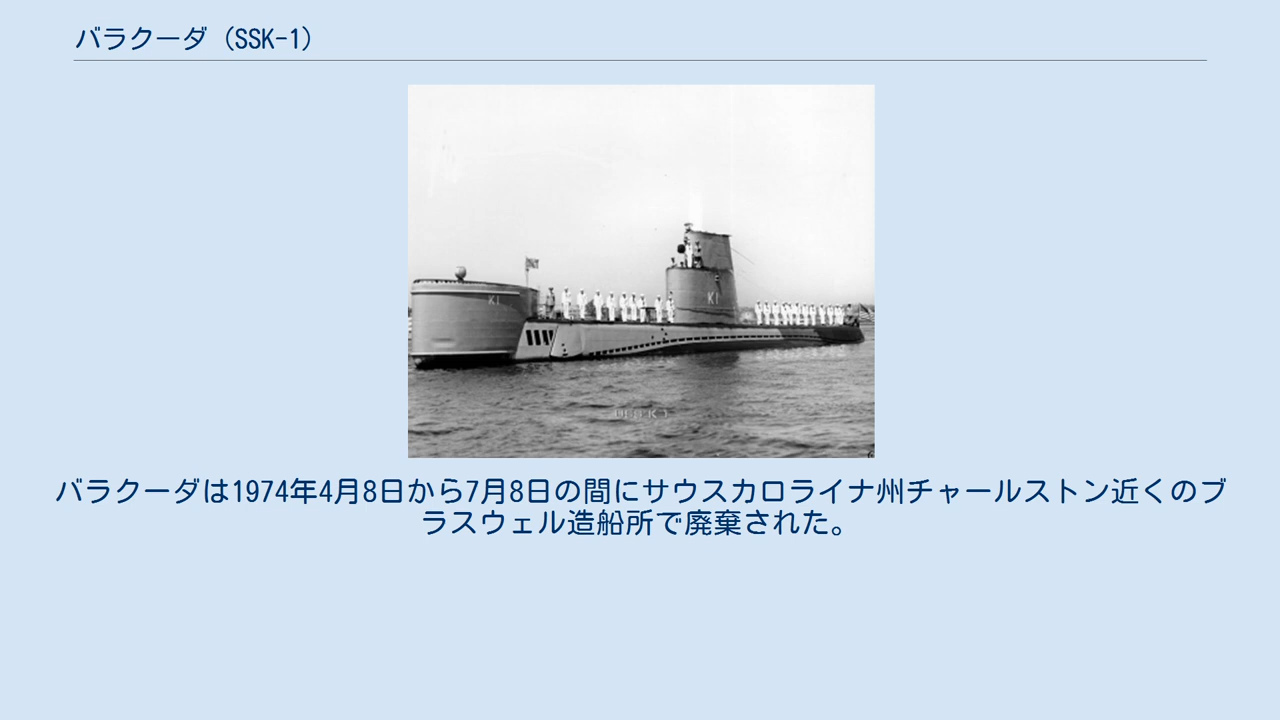 バラクーダ（SSK-1）
K1
K1
バラクーダは1974年4月8日から7月8日の間にサウスカロライナ州チャールストン近くのブ
ラスウェル造船所で廃棄された。